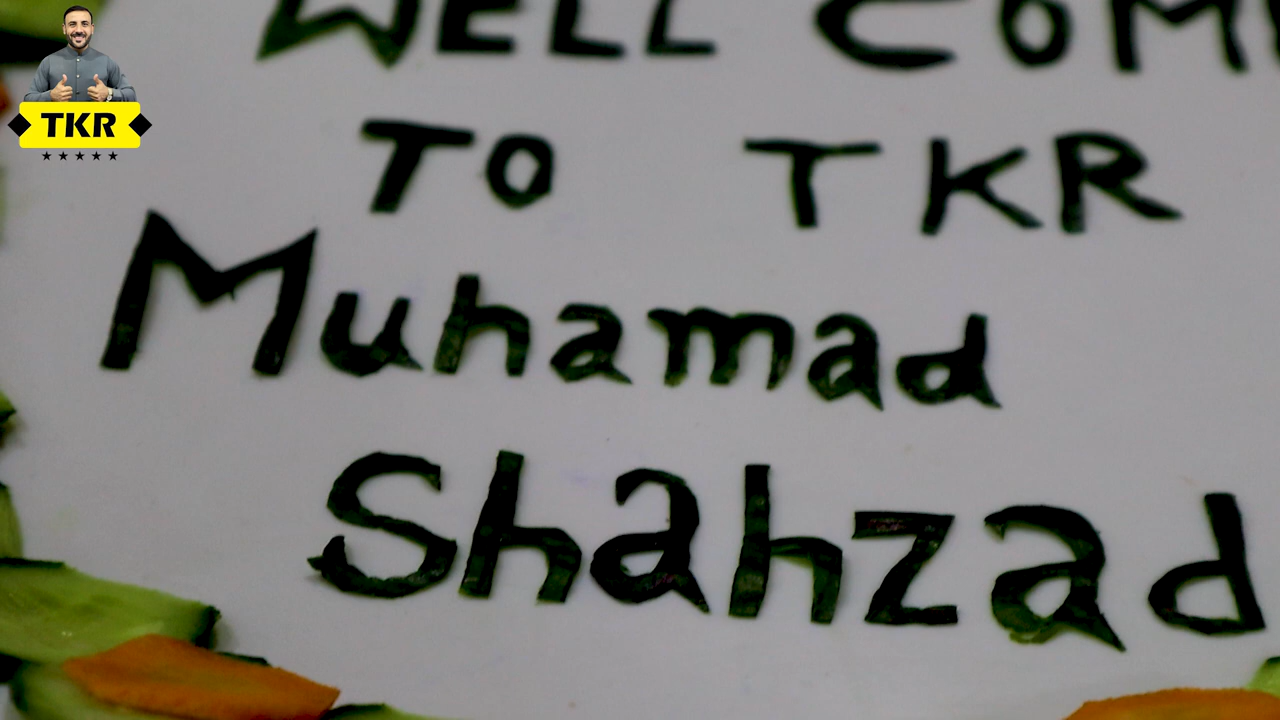 TKR
WELL COM
TO TKR
Muhamad
Shahzad